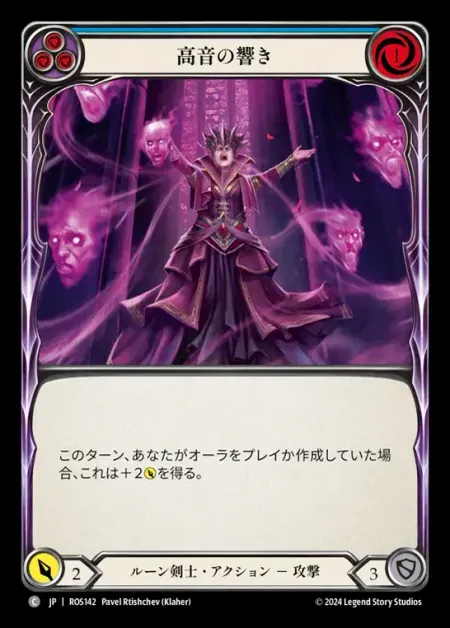 高音の響き
1
このターン、あなたがオーラをプレイか作成していた場
合、これは＋2を得る。
2
ルーン剣士・アクション － 攻撃
3
C JP | ROS142 Pavel Rtishchev (Klaher)
© 2024 Legend Story Studios